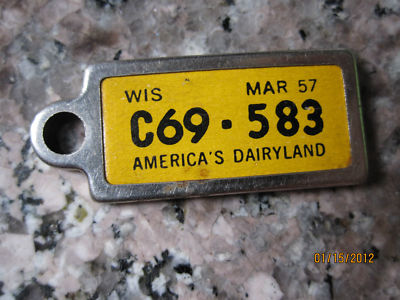 WIS MAR 57
C69·583
AMERICA'S DAIRYLAND
01/15/2012